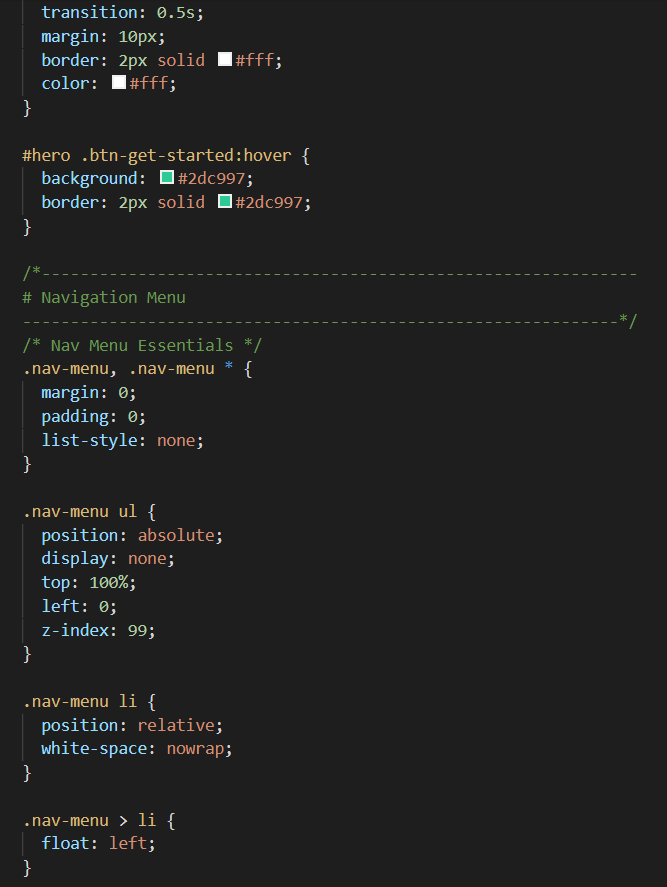 transition: 0.5s;
margin: 10px;
border: 2px solid #fff;
color: #fff;
}
#hero .btn-get-started:hover {
background: #2dc997;
border: 2px solid #2dc997;
}
/*--------------------------------------------------------------
# Navigation Menu
--------------------------------------------------------------*/
/* Nav Menu Essentials */
.nav-menu, .nav-menu * {
margin: 0;
padding: 0;
list-style: none;
}
.nav-menu ul {
position: absolute;
display: none;
top: 100%;
left: 0;
z-index: 99;
}
.nav-menu li {
position: relative;
white-space: nowrap;
}
.nav-menu > li {
float: left;
}